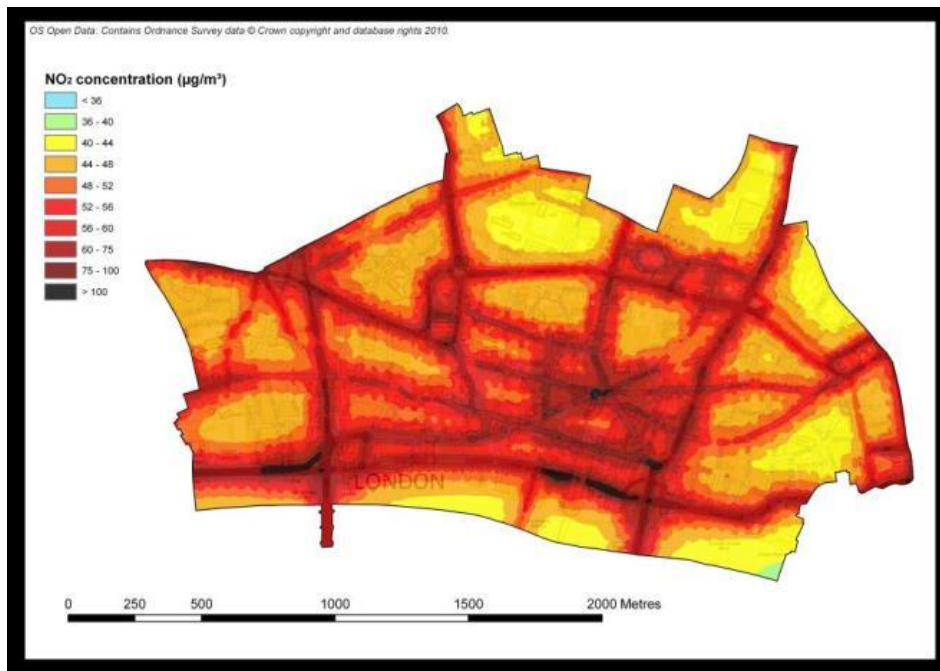 OS Open Data. Contains Ordnance Survey data © Crown copyright and database rights 2010.
NO₂ concentration (µg/m³)
< 36
36 - 40
40 - 44
44 - 48
48 - 52
52 - 56
56 - 60
60 - 75
75 - 100
> 100
LONDON
0 250 500 1000 1500 2000 Metres